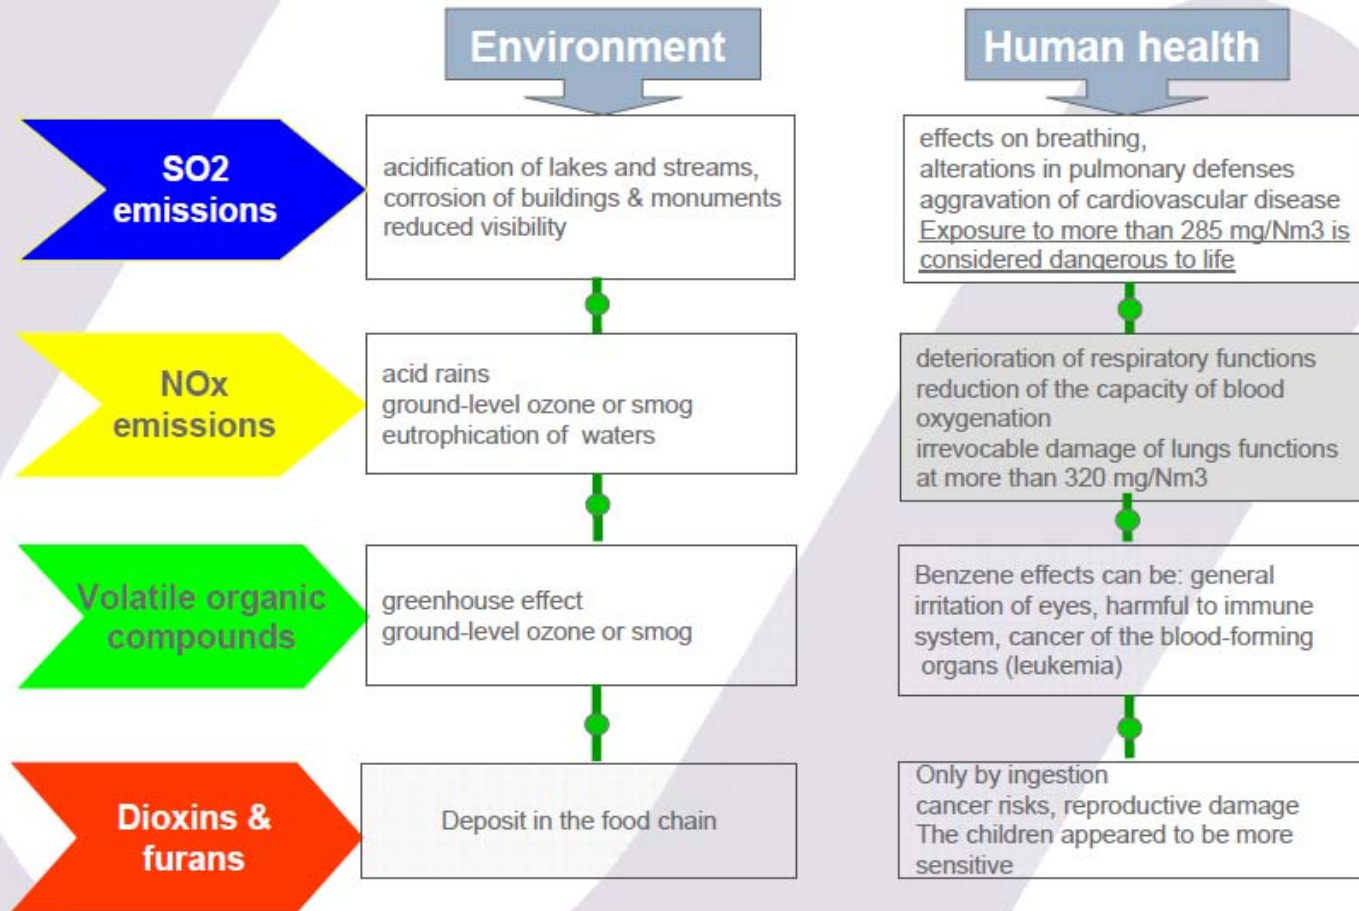 Environment
Human health
SO2
emissions
acidification of lakes and streams,
corrosion of buildings & monuments
reduced visibility
effects on breathing,
alterations in pulmonary defenses
aggravation of cardiovascular disease
Exposure to more than 285 mg/Nm3 is
considered dangerous to life
NOx
emissions
acid rains
ground-level ozone or smog
eutrophication of waters
deterioration of respiratory functions
reduction of the capacity of blood
oxygenation
irrevocable damage of lungs functions
at more than 320 mg/Nm3
Volatile organic
compounds
greenhouse effect
ground-level ozone or smog
Benzene effects can be: general
irritation of eyes, harmful to immune
system, cancer of the blood-forming
organs (leukemia)
Dioxins &
furans
Deposit in the food chain
Only by ingestion
cancer risks, reproductive damage
The children appeared to be more
sensitive